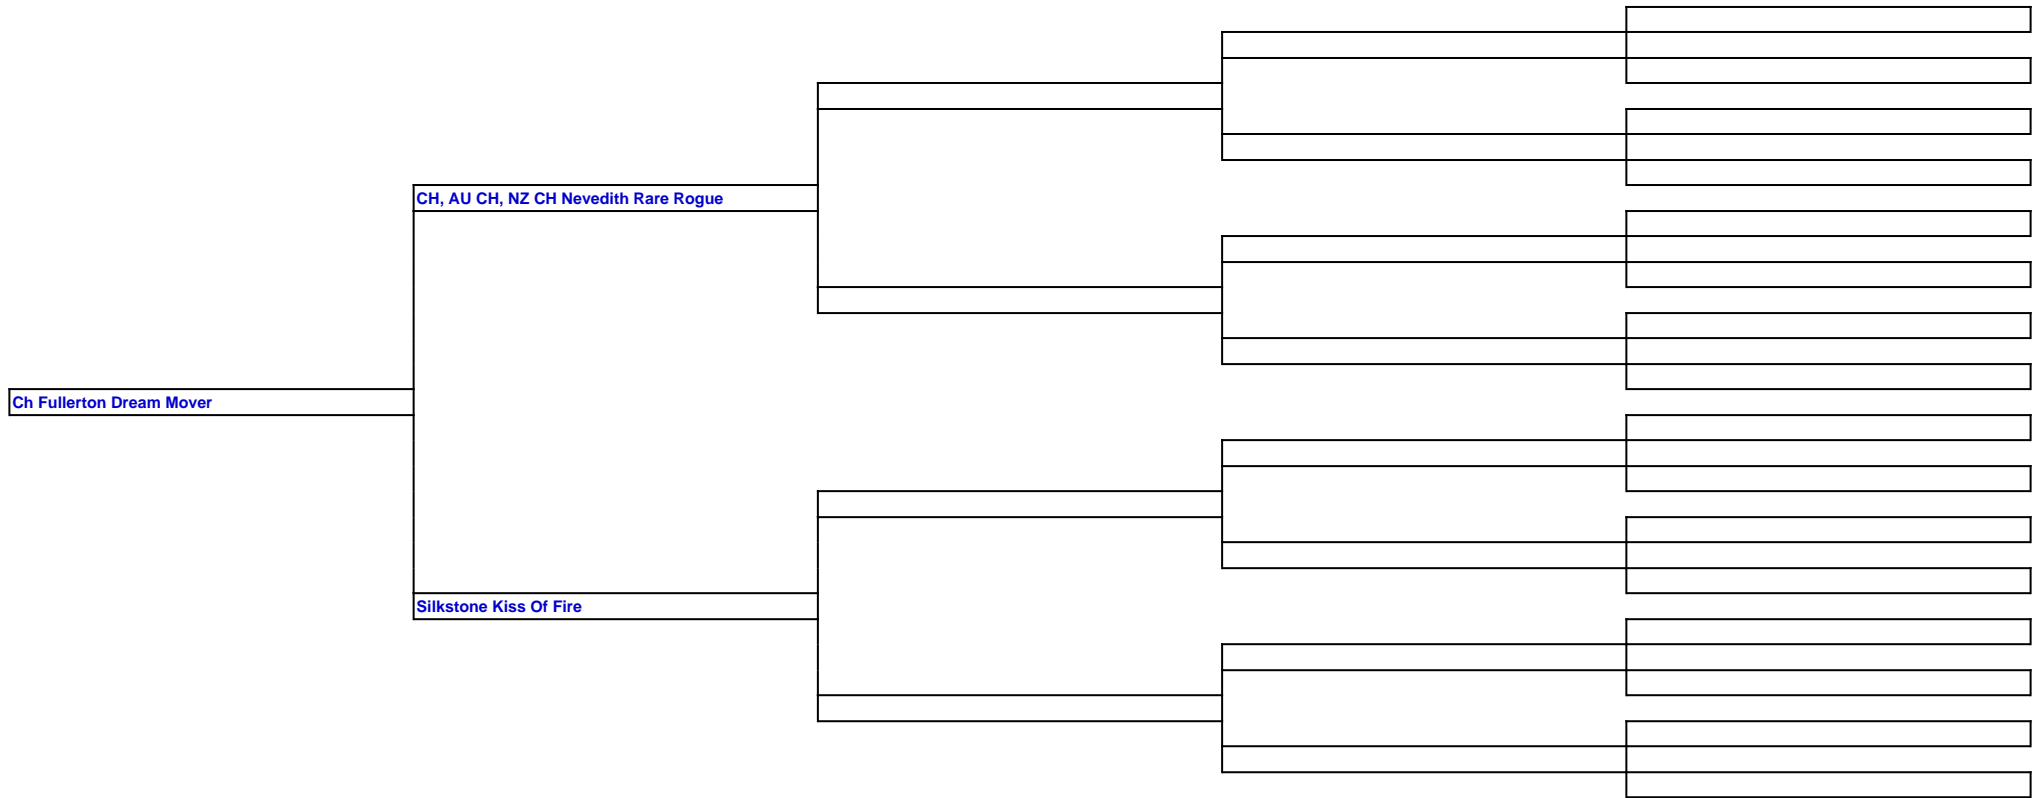 CH, AU CH, NZ CH Nevedith Rare Rogue
Ch Fullerton Dream Mover
Silkstone Kiss Of Fire